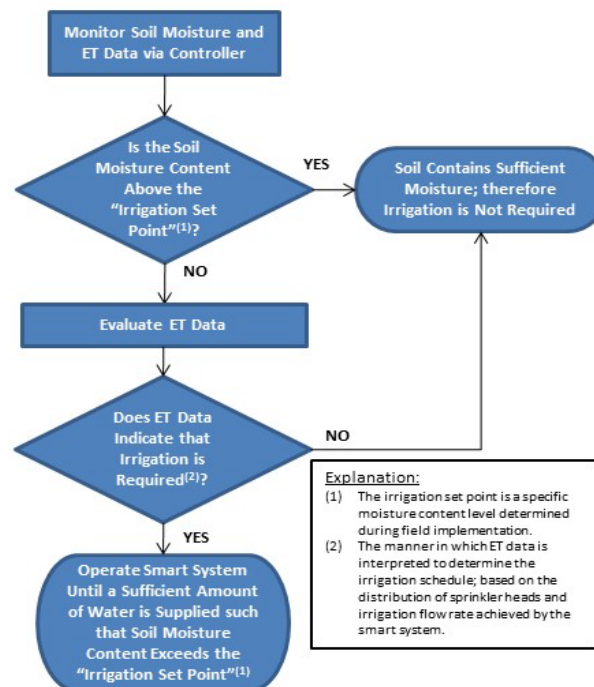 Monitor Soil Moisture and
ET Data via Controller
Is the Soil
Moisture Content
Above the
“Irrigation Set
Point”(1)?
YES
Soil Contains Sufficient
Moisture; therefore
Irrigation is Not Required
NO
Evaluate ET Data
Does ET Data
Indicate that
Irrigation is
Required(2)?
NO
YES
Operate Smart System
Until a Sufficient Amount
of Water is Supplied such
that Soil Moisture
Content Exceeds the
“Irrigation Set Point”(1)
Explanation:
(1) The irrigation set point is a specific
moisture content level determined
during field implementation.
(2) The manner in which ET data is
interpreted to determine the
irrigation schedule; based on the
distribution of sprinkler heads and
irrigation flow rate achieved by the
smart system.